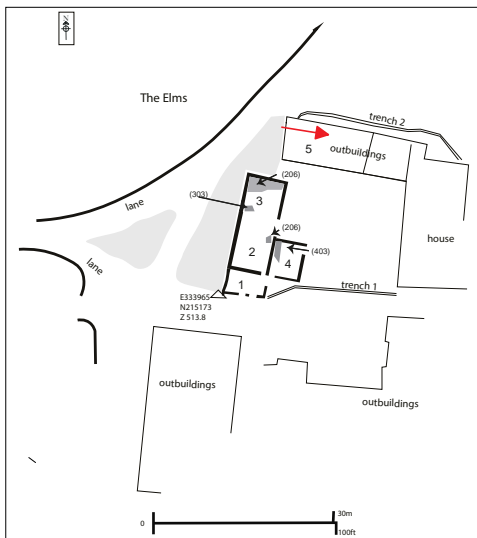 N
The Elms
trench 2
5
outbuildings
(206)
(303)
3
lane
(206)
house
2
(403)
4
lane
1
trench 1
E333965
N215173
Z 513.8
outbuildings
outbuildings
30m
0
100ft